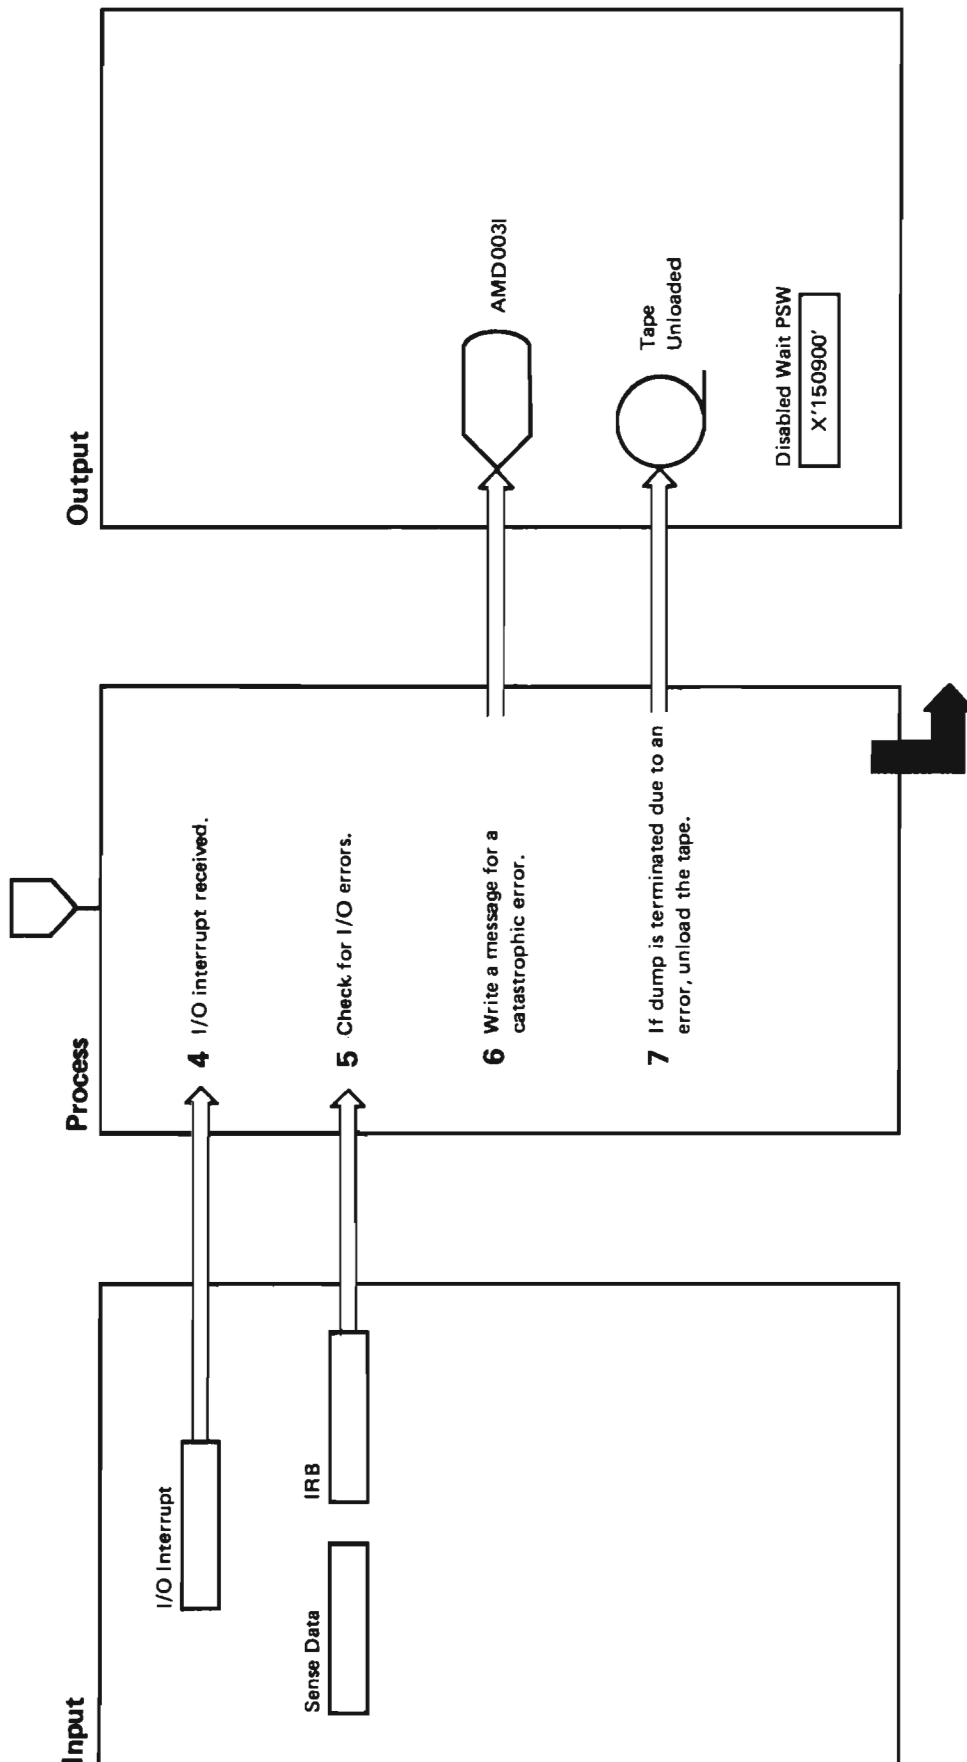 Input
I/O Interrupt
Sense Data
IRB
Process
4 I/O interrupt received.
5 Check for I/O errors.
6 Write a message for a
catastrophic error.
7 If dump is terminated due to an
error, unload the tape.
Output
AMD003I
Tape
Unloaded
Disabled Wait PSW
X'150900'